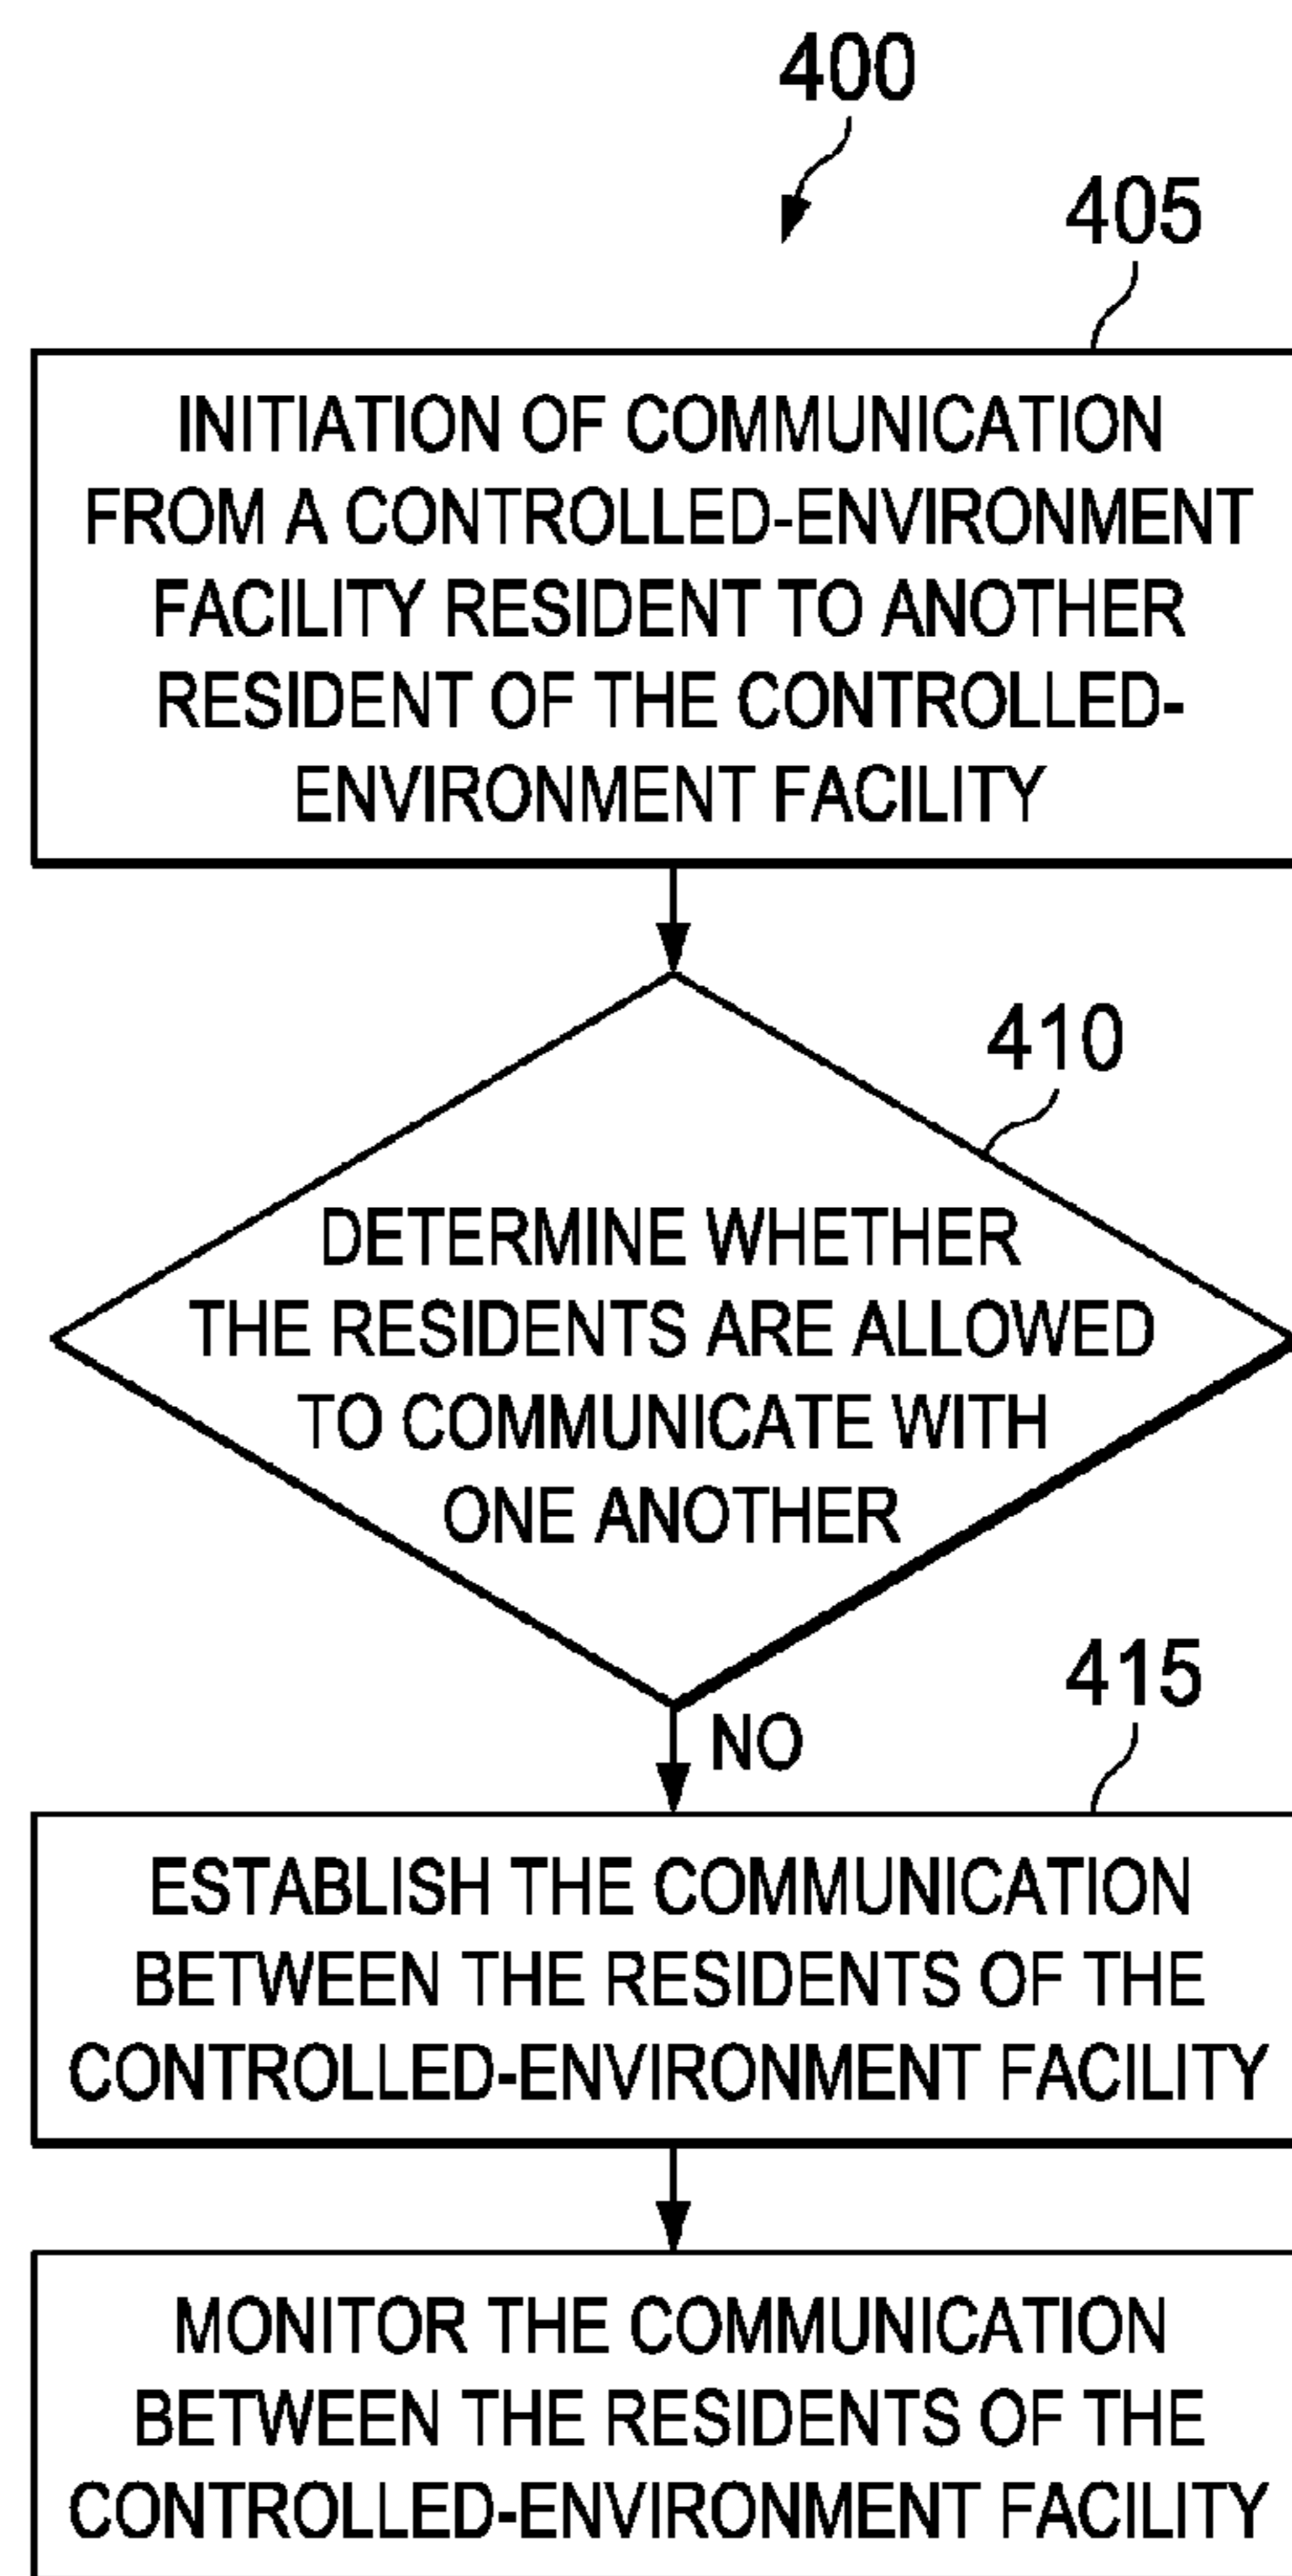 400
405
INITIATION OF COMMUNICATION
FROM A CONTROLLED-ENVIRONMENT
FACILITY RESIDENT TO ANOTHER
RESIDENT OF THE CONTROLLED-
ENVIRONMENT FACILITY
410
DETERMINE WHETHER
THE RESIDENTS ARE ALLOWED
TO COMMUNICATE WITH
ONE ANOTHER
NO
415
ESTABLISH THE COMMUNICATION
BETWEEN THE RESIDENTS OF THE
CONTROLLED-ENVIRONMENT FACILITY
MONITOR THE COMMUNICATION
BETWEEN THE RESIDENTS OF THE
CONTROLLED-ENVIRONMENT FACILITY